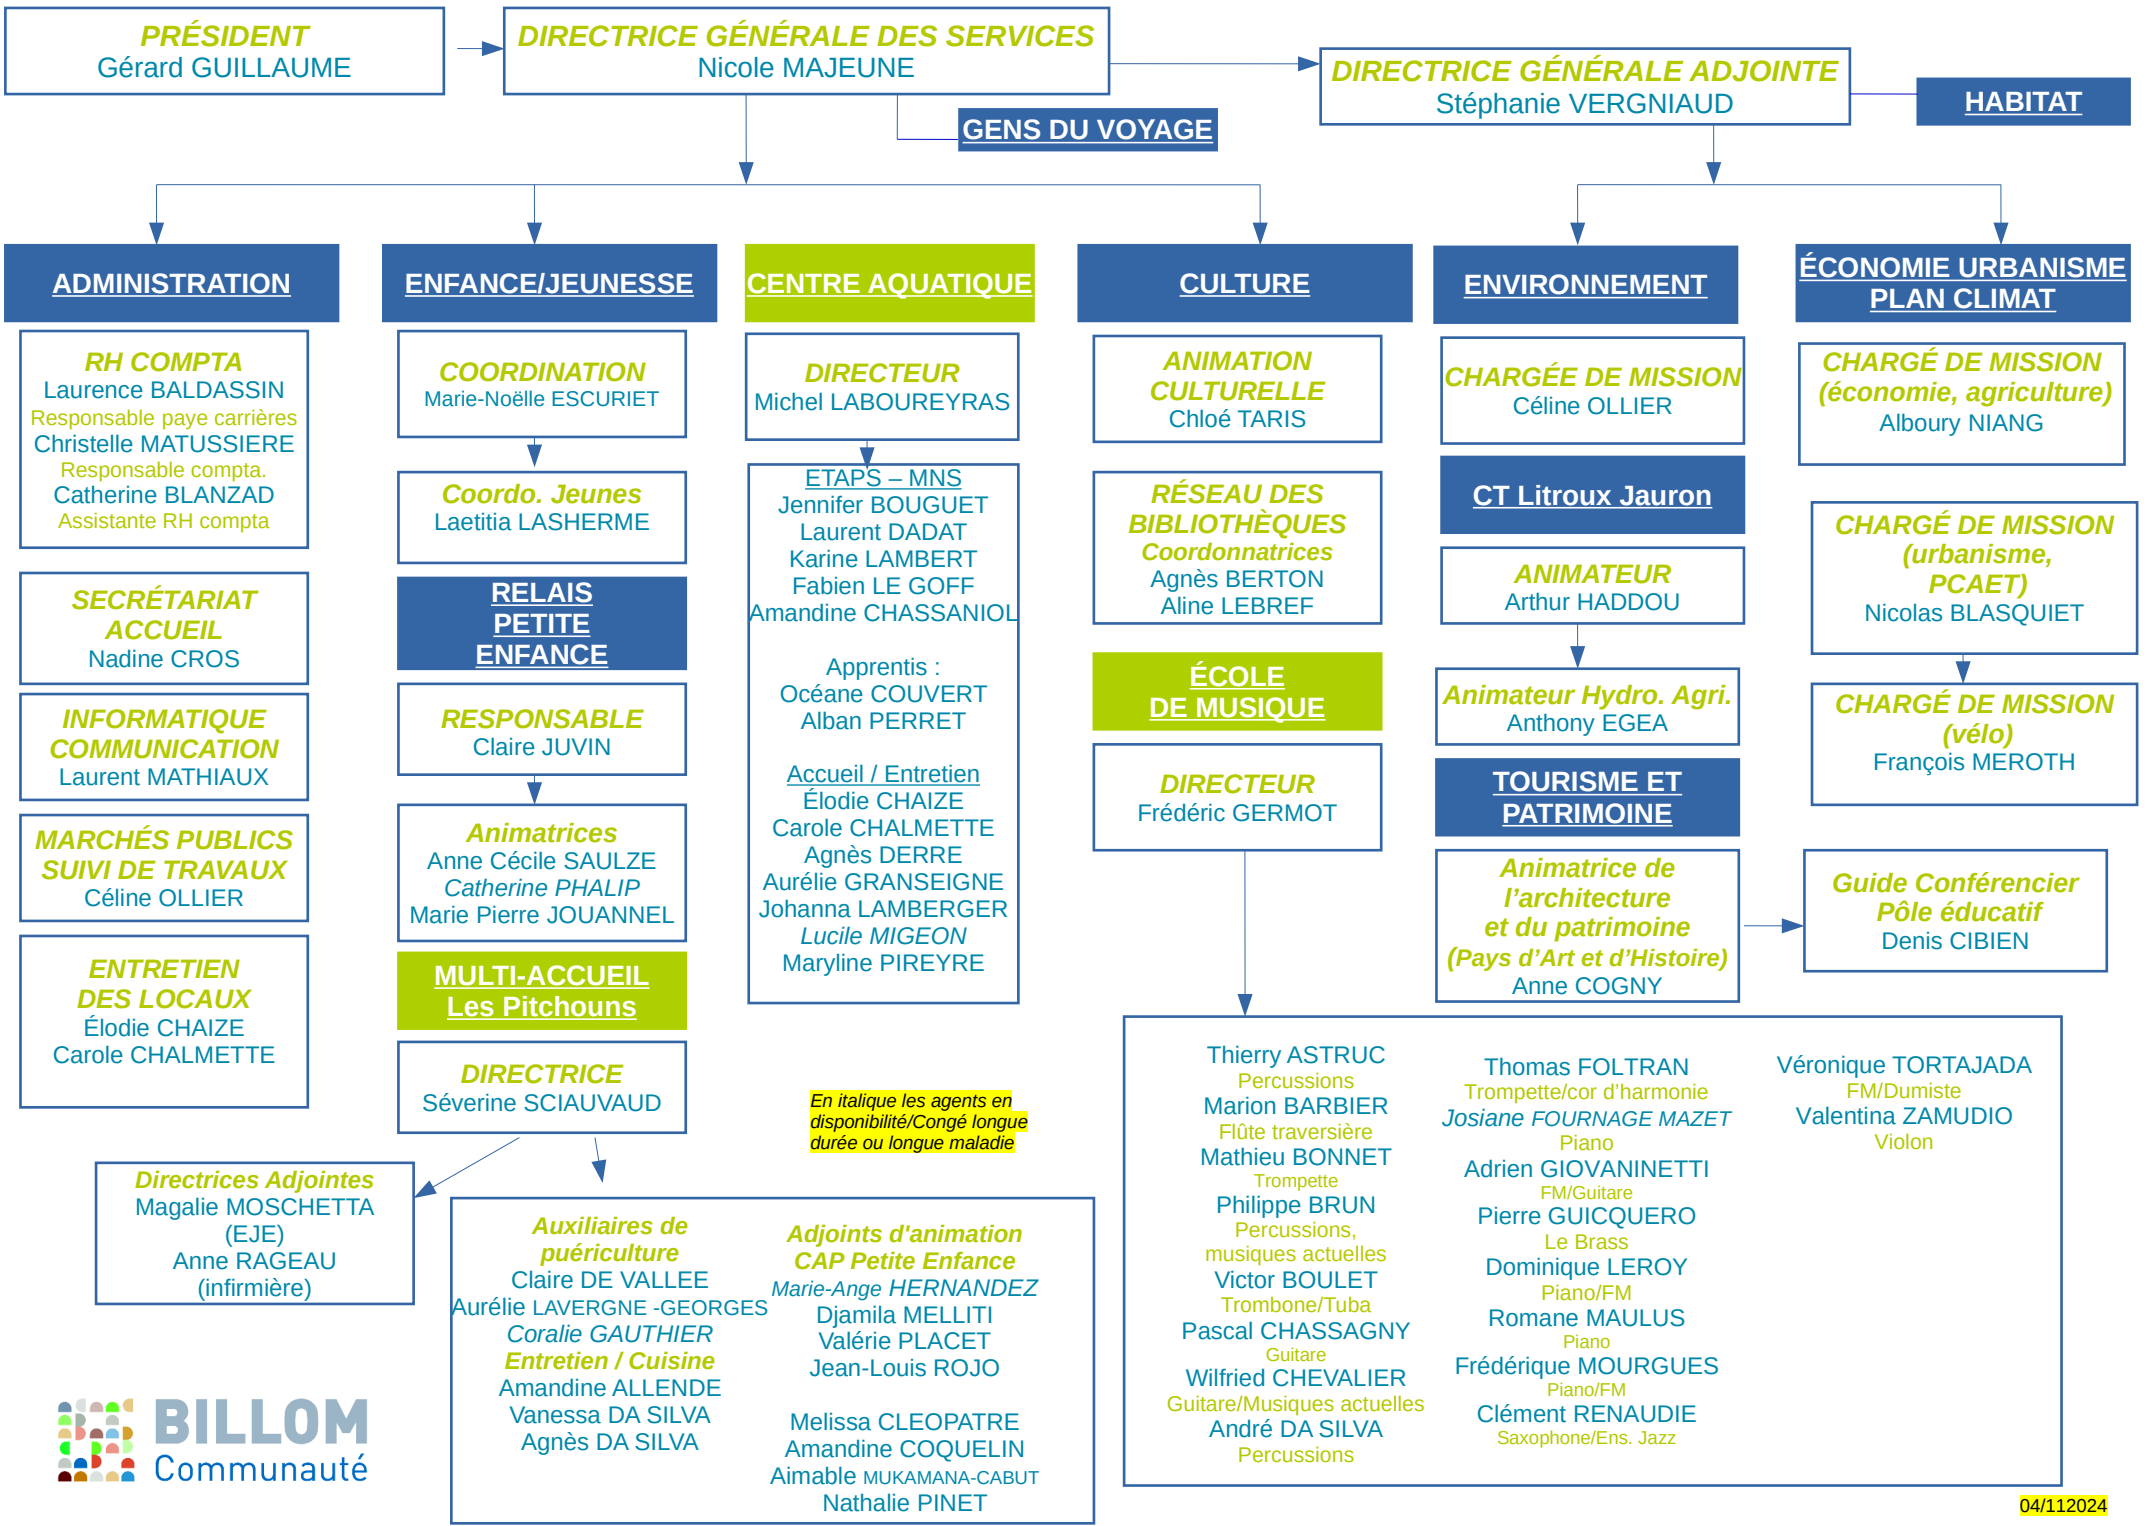 PRÉSIDENT
Gérard GUILLAUME
DIRECTRICE GÉNÉRALE DES SERVICES
Nicole MAJEUNE
DIRECTRICE GÉNÉRALE ADJOINTE
Stéphanie VERGNIAUD
HABITAT
GENS DU VOYAGE
ADMINISTRATION
RH COMPTA
Laurence BALDASSIN
Responsable paye carrières
Christelle MATUSSIERE
Responsable compta.
Catherine BLANZAD
Assistante RH compta
SECRÉTARIAT
ACCUEIL
Nadine CROS
INFORMATIQUE
COMMUNICATION
Laurent MATHIAUX
MARCHÉS PUBLICS
SUIVI DE TRAVAUX
Céline OLLIER
ENTRETIEN
DES LOCAUX
Élodie CHAIZE
Carole CHALMETTE
ENFANCE/JEUNESSE
COORDINATION
Marie-Noëlle ESCURIET
Coordo. Jeunes
Laetitia LASHERME
RELAIS
PETITE
ENFANCE
RESPONSABLE
Claire JUVIN
Animatrices
Anne Cécile SAULZE
Catherine PHALIP
Marie Pierre JOUANNEL
MULTI-ACCUEIL
Les Pitchouns
DIRECTRICE
Séverine SCIAUVAUD
Directrices Adjointes
Magalie MOSCHETTA
(EJE)
Anne RAGEAU
(infirmière)
Auxiliaires de
puériculture
Claire DE VALLEE
Aurélie LAVERGNE -GEORGES
Coralie GAUTHIER
Entretien / Cuisine
Amandine ALLENDE
Vanessa DA SILVA
Agnès DA SILVA
Adjoints d'animation
CAP Petite Enfance
Marie-Ange HERNANDEZ
Djamila MELLITI
Valérie PLACET
Jean-Louis ROJO
Melissa CLEOPATRE
Amandine COQUELIN
Aimable MUKAMANA-CABUT
Nathalie PINET
CENTRE AQUATIQUE
DIRECTEUR
Michel LABOUREYRAS
ETAPS – MNS
Jennifer BOUGUET
Laurent DADAT
Karine LAMBERT
Fabien LE GOFF
Amandine CHASSANIOL
Apprentis :
Océane COUVERT
Alban PERRET
Accueil / Entretien
Élodie CHAIZE
Carole CHALMETTE
Agnès DERRE
Aurélie GRANSEIGNE
Johanna LAMBERGER
Lucile MIGEON
Maryline PIREYRE
En italique les agents en
disponibilité/Congé longue
durée ou longue maladie
CULTURE
ANIMATION
CULTURELLE
Chloé TARIS
RÉSEAU DES
BIBLIOTHÈQUES
Coordonnatrices
Agnès BERTON
Aline LEBREF
ÉCOLE
DE MUSIQUE
DIRECTEUR
Frédéric GERMOT
Thierry ASTRUC
Percussions
Marion BARBIER
Flûte traversière
Mathieu BONNET
Trompette
Philippe BRUN
Percussions,
musiques actuelles
Victor BOULET
Trombone/Tuba
Pascal CHASSAGNY
Guitare
Wilfried CHEVALIER
Guitare/Musiques actuelles
André DA SILVA
Percussions
Thomas FOLTRAN
Trompette/cor d’harmonie
Josiane FOURNAGE MAZET
Piano
Adrien GIOVANINETTI
FM/Guitare
Pierre GUICQUERO
Le Brass
Dominique LEROY
Piano/FM
Romane MAULUS
Piano
Frédérique MOURGUES
Piano/FM
Clément RENAUDIE
Saxophone/Ens. Jazz
Véronique TORTAJADA
FM/Dumiste
Valentina ZAMUDIO
Violon
ENVIRONNEMENT
CHARGÉE DE MISSION
Céline OLLIER
CT Litroux Jauron
ANIMATEUR
Arthur HADDOU
Animateur Hydro. Agri.
Anthony EGEA
TOURISME ET
PATRIMOINE
Animatrice de
l’architecture
et du patrimoine
(Pays d’Art et d’Histoire)
Anne COGNY
Guide Conférencier
Pôle éducatif
Denis CIBIEN
ÉCONOMIE URBANISME
PLAN CLIMAT
CHARGÉ DE MISSION
(économie, agriculture)
Alboury NIANG
CHARGÉ DE MISSION
(urbanisme,
PCAET)
Nicolas BLASQUIET
CHARGÉ DE MISSION
(vélo)
François MEROTH
BILLOM
Communauté
04/112024